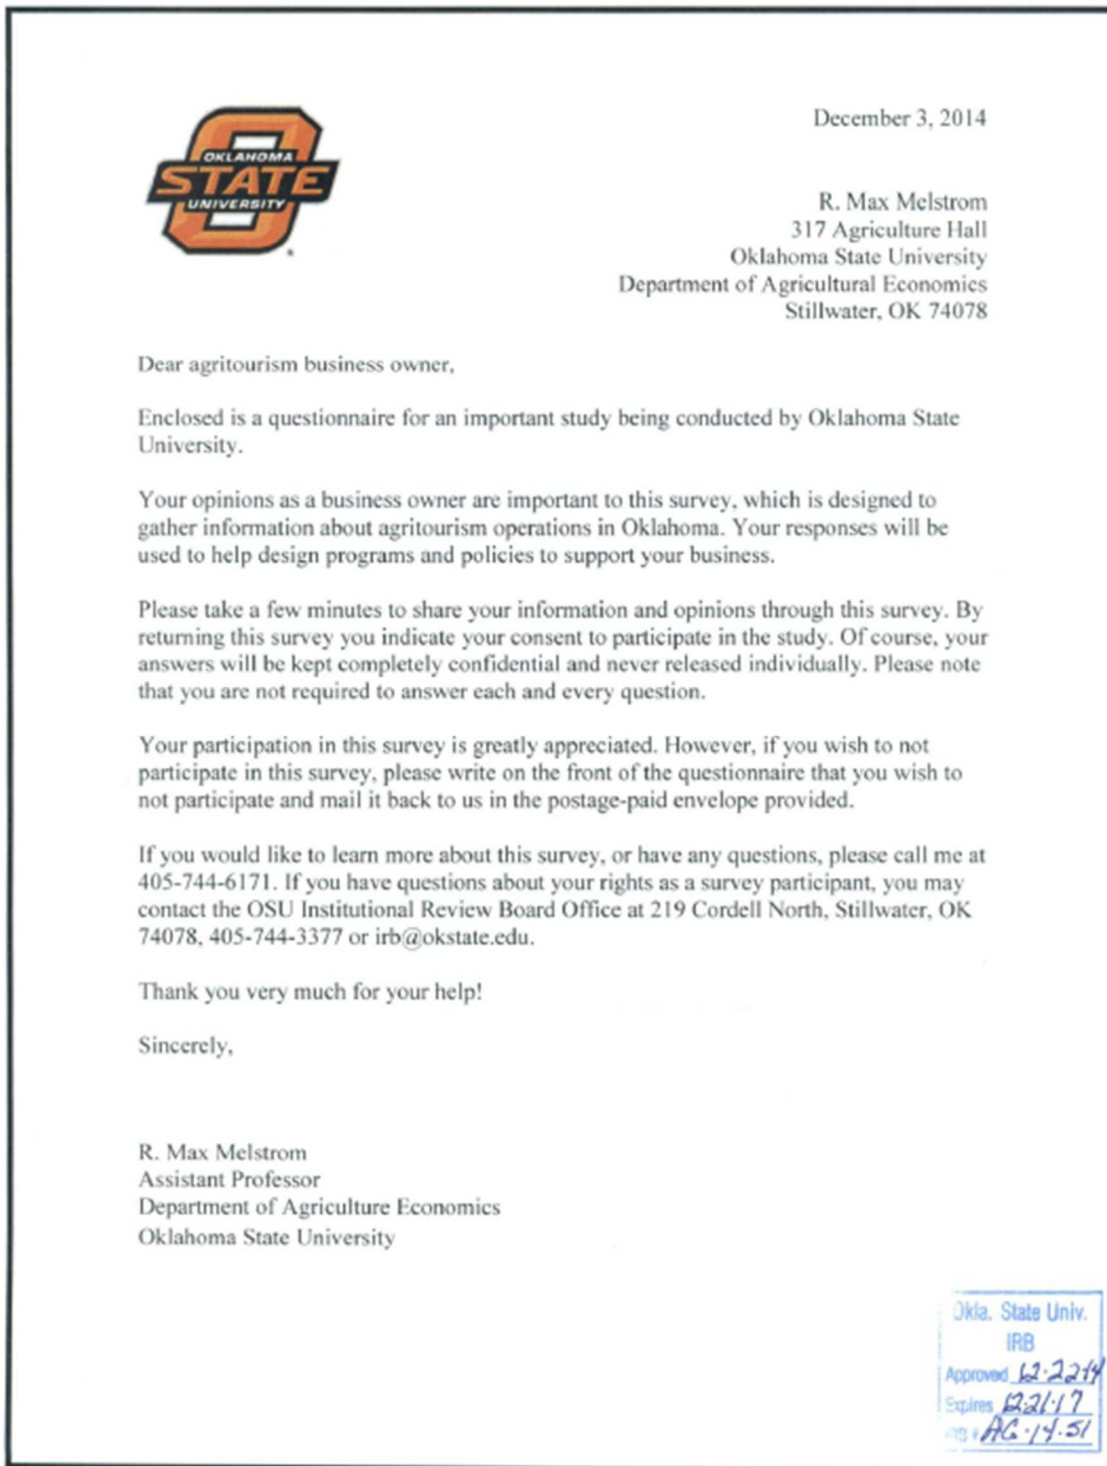 OKLAHOMA
STATE
UNIVERSITY
December 3, 2014
R. Max Melstrom
317 Agriculture Hall
Oklahoma State University
Department of Agricultural Economics
Stillwater, OK 74078
Dear agritourism business owner,
Enclosed is a questionnaire for an important study being conducted by Oklahoma State
University.
Your opinions as a business owner are important to this survey, which is designed to
gather information about agritourism operations in Oklahoma. Your responses will be
used to help design programs and policies to support your business.
Please take a few minutes to share your information and opinions through this survey. By
returning this survey you indicate your consent to participate in the study. Of course, your
answers will be kept completely confidential and never released individually. Please note
that you are not required to answer each and every question.
Your participation in this survey is greatly appreciated. However, if you wish to not
participate in this survey, please write on the front of the questionnaire that you wish to
not participate and mail it back to us in the postage-paid envelope provided.
If you would like to learn more about this survey, or have any questions, please call me at
405-744-6171. If you have questions about your rights as a survey participant, you may
contact the OSU Institutional Review Board Office at 219 Cordell North, Stillwater, OK
74078, 405-744-3377 or irb@okstate.edu.
Thank you very much for your help!
Sincerely,
R. Max Melstrom
Assistant Professor
Department of Agriculture Economics
Oklahoma State University
Okla. State Univ.
IRB
Approved 12-22-14
Expires 12-21-17
IRB # AG-14-51